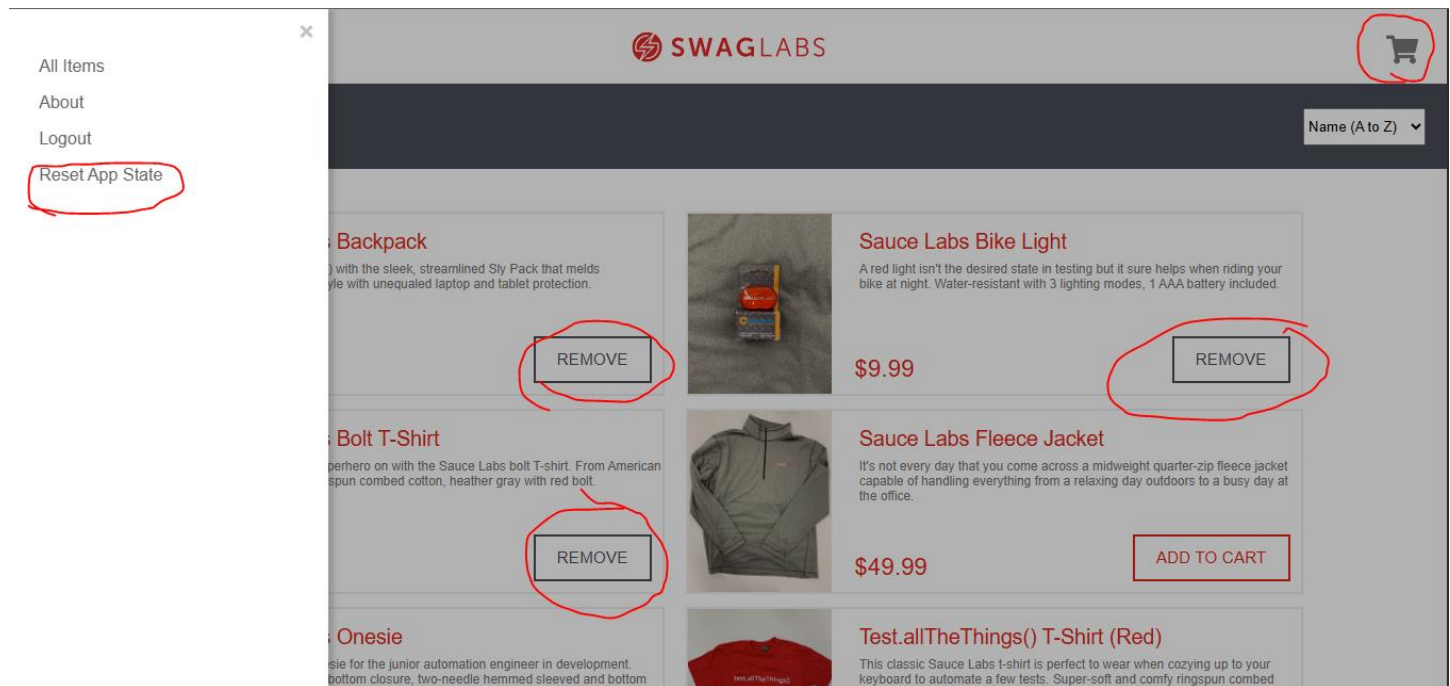 ×
All Items
About
Logout
Reset App State
SWAGLABS
Name (A to Z)
Backpack
) with the sleek, streamlined Sly Pack that melds
yle with unequaled laptop and tablet protection.
REMOVE
Sauce Labs Bike Light
A red light isn't the desired state in testing but it sure helps when riding your
bike at night. Water-resistant with 3 lighting modes, 1 AAA battery included.
$9.99
REMOVE
Bolt T-Shirt
perhero on with the Sauce Labs bolt T-shirt. From American
spun combed cotton, heather gray with red bolt.
REMOVE
Sauce Labs Fleece Jacket
It's not every day that you come across a midweight quarter-zip fleece jacket
capable of handling everything from a relaxing day outdoors to a busy day at
the office.
$49.99
ADD TO CART
Onesie
sie for the junior automation engineer in development.
bottom closure, two-needle hemmed sleeved and bottom
Test.allTheThings() T-Shirt (Red)
This classic Sauce Labs t-shirt is perfect to wear when cozying up to your
keyboard to automate a few tests. Super-soft and comfy ringspun combed
test.allTheThings()